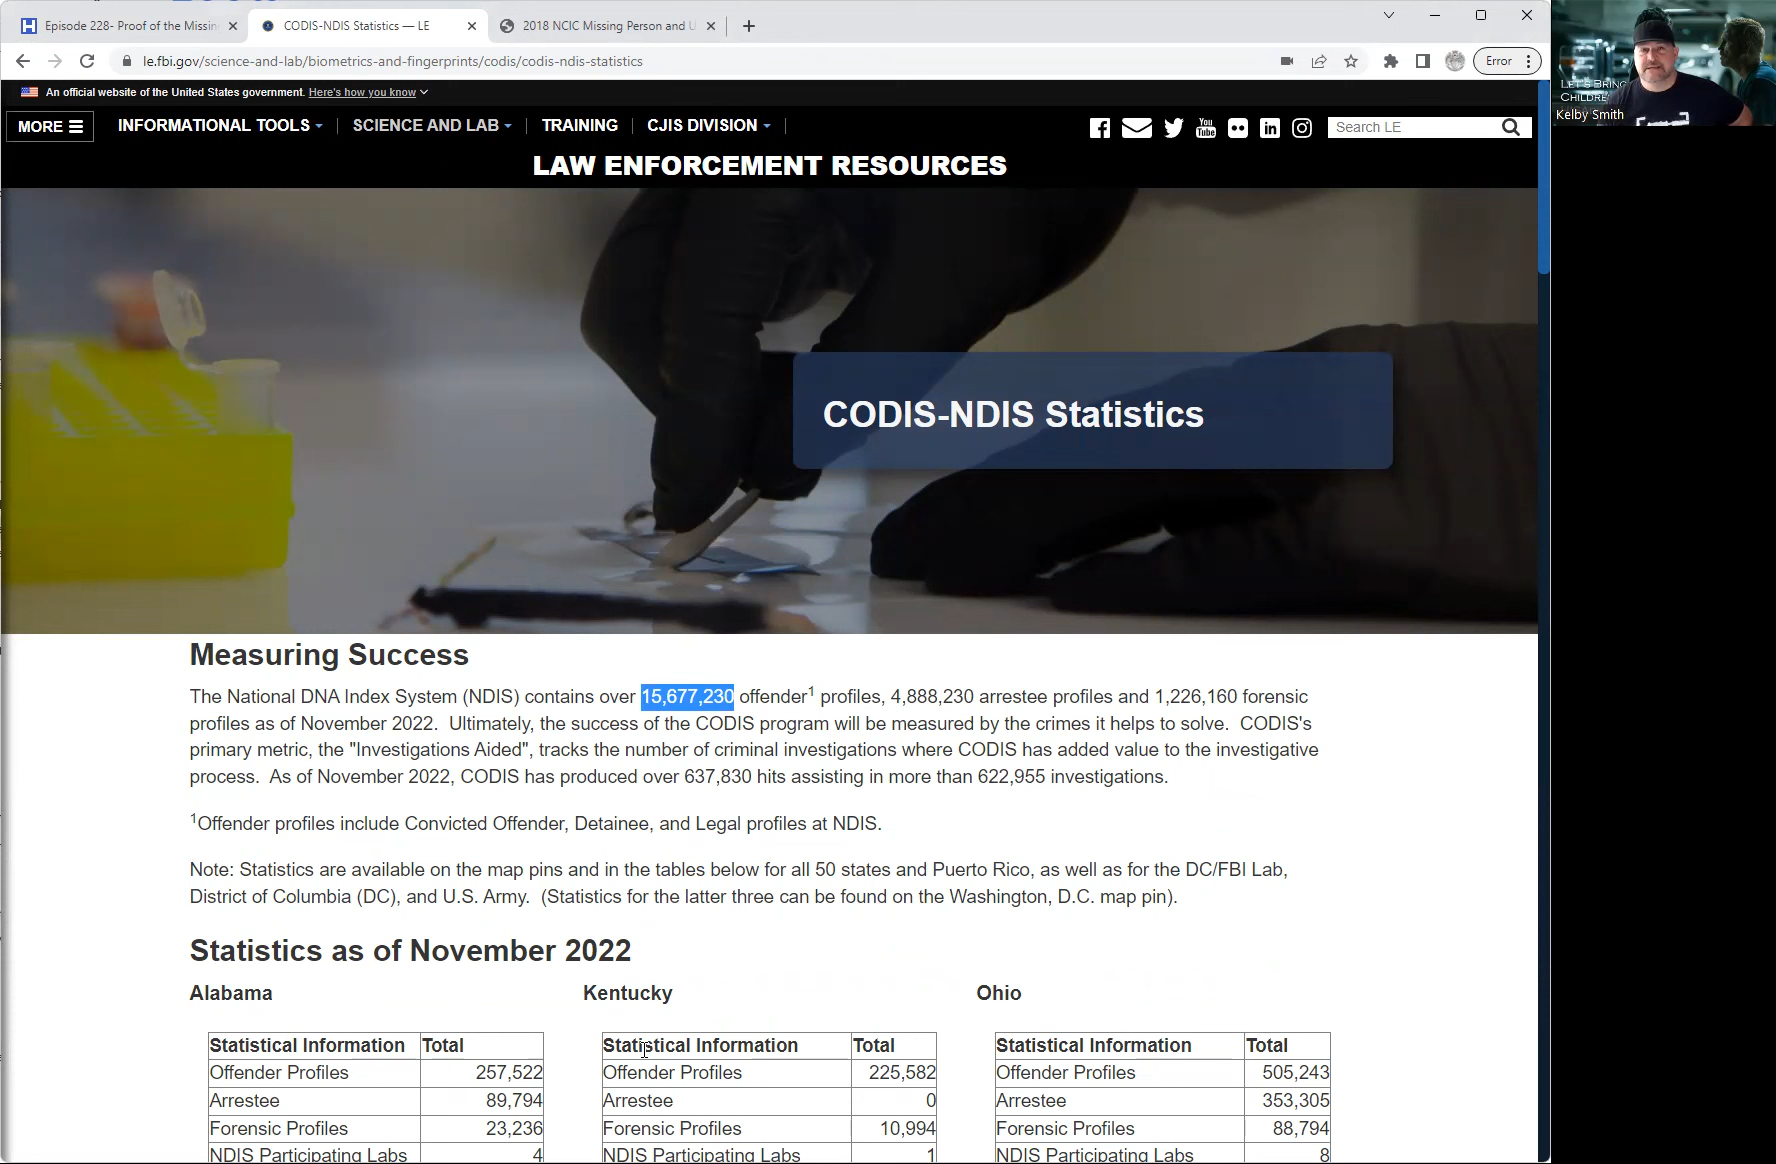 Episode 228- Proof of the Missin
CODIS-NDIS Statistics — LE
2018 NCIC Missing Person and U
le.fbi.gov/science-and-lab/biometrics-and-fingerprints/codis/codis-ndis-statistics
Error
An official website of the United States government. Here's how you know
MORE
INFORMATIONAL TOOLS
SCIENCE AND LAB
TRAINING
CJIS DIVISION
You
Tube
Search LE
LET'S BRING
CHILDRE
Kelby Smith
LAW ENFORCEMENT RESOURCES
CODIS-NDIS Statistics
Measuring Success
The National DNA Index System (NDIS) contains over 15,677,230 offender¹ profiles, 4,888,230 arrestee profiles and 1,226,160 forensic
profiles as of November 2022.  Ultimately, the success of the CODIS program will be measured by the crimes it helps to solve.  CODIS's
primary metric, the "Investigations Aided", tracks the number of criminal investigations where CODIS has added value to the investigative
process.  As of November 2022, CODIS has produced over 637,830 hits assisting in more than 622,955 investigations.
¹Offender profiles include Convicted Offender, Detainee, and Legal profiles at NDIS.
Note: Statistics are available on the map pins and in the tables below for all 50 states and Puerto Rico, as well as for the DC/FBI Lab,
District of Columbia (DC), and U.S. Army.  (Statistics for the latter three can be found on the Washington, D.C. map pin).
Statistics as of November 2022
Alabama
Statistical Information Total
Offender Profiles 257,522
Arrestee 89,794
Forensic Profiles 23,236
NDIS Participating Labs 4
Kentucky
Statistical Information Total
Offender Profiles 225,582
Arrestee 0
Forensic Profiles 10,994
NDIS Participating Labs 1
Ohio
Statistical Information Total
Offender Profiles 505,243
Arrestee 353,305
Forensic Profiles 88,794
NDIS Participating Labs 8